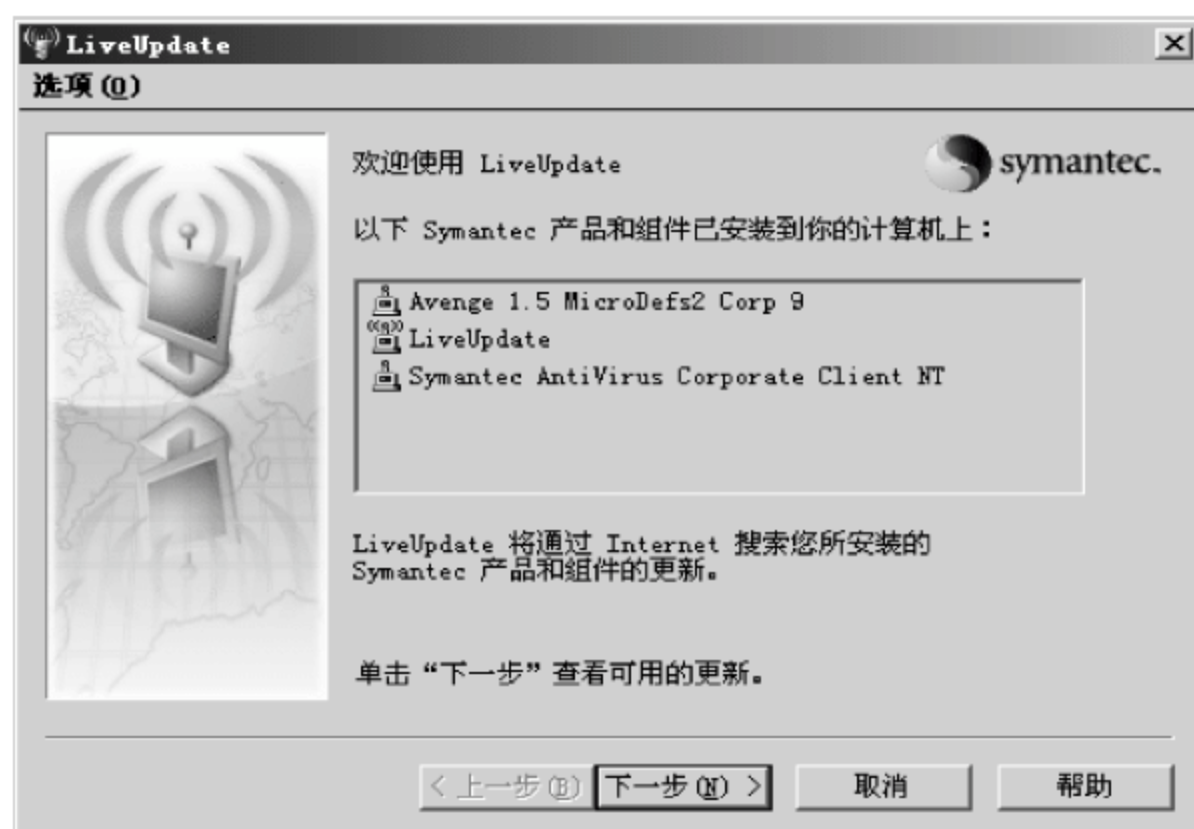 LiveUpdate
选项(O)
欢迎使用 LiveUpdate
symantec.
以下 Symantec 产品和组件已安装到你的计算机上：
Avenge 1.5 MicroDefs2 Corp 9
LiveUpdate
Symantec AntiVirus Corporate Client NT
LiveUpdate 将通过 Internet 搜索您所安装的
Symantec 产品和组件的更新。
单击“下一步”查看可用的更新。
< 上一步(B) 下一步(N) > 取消 帮助